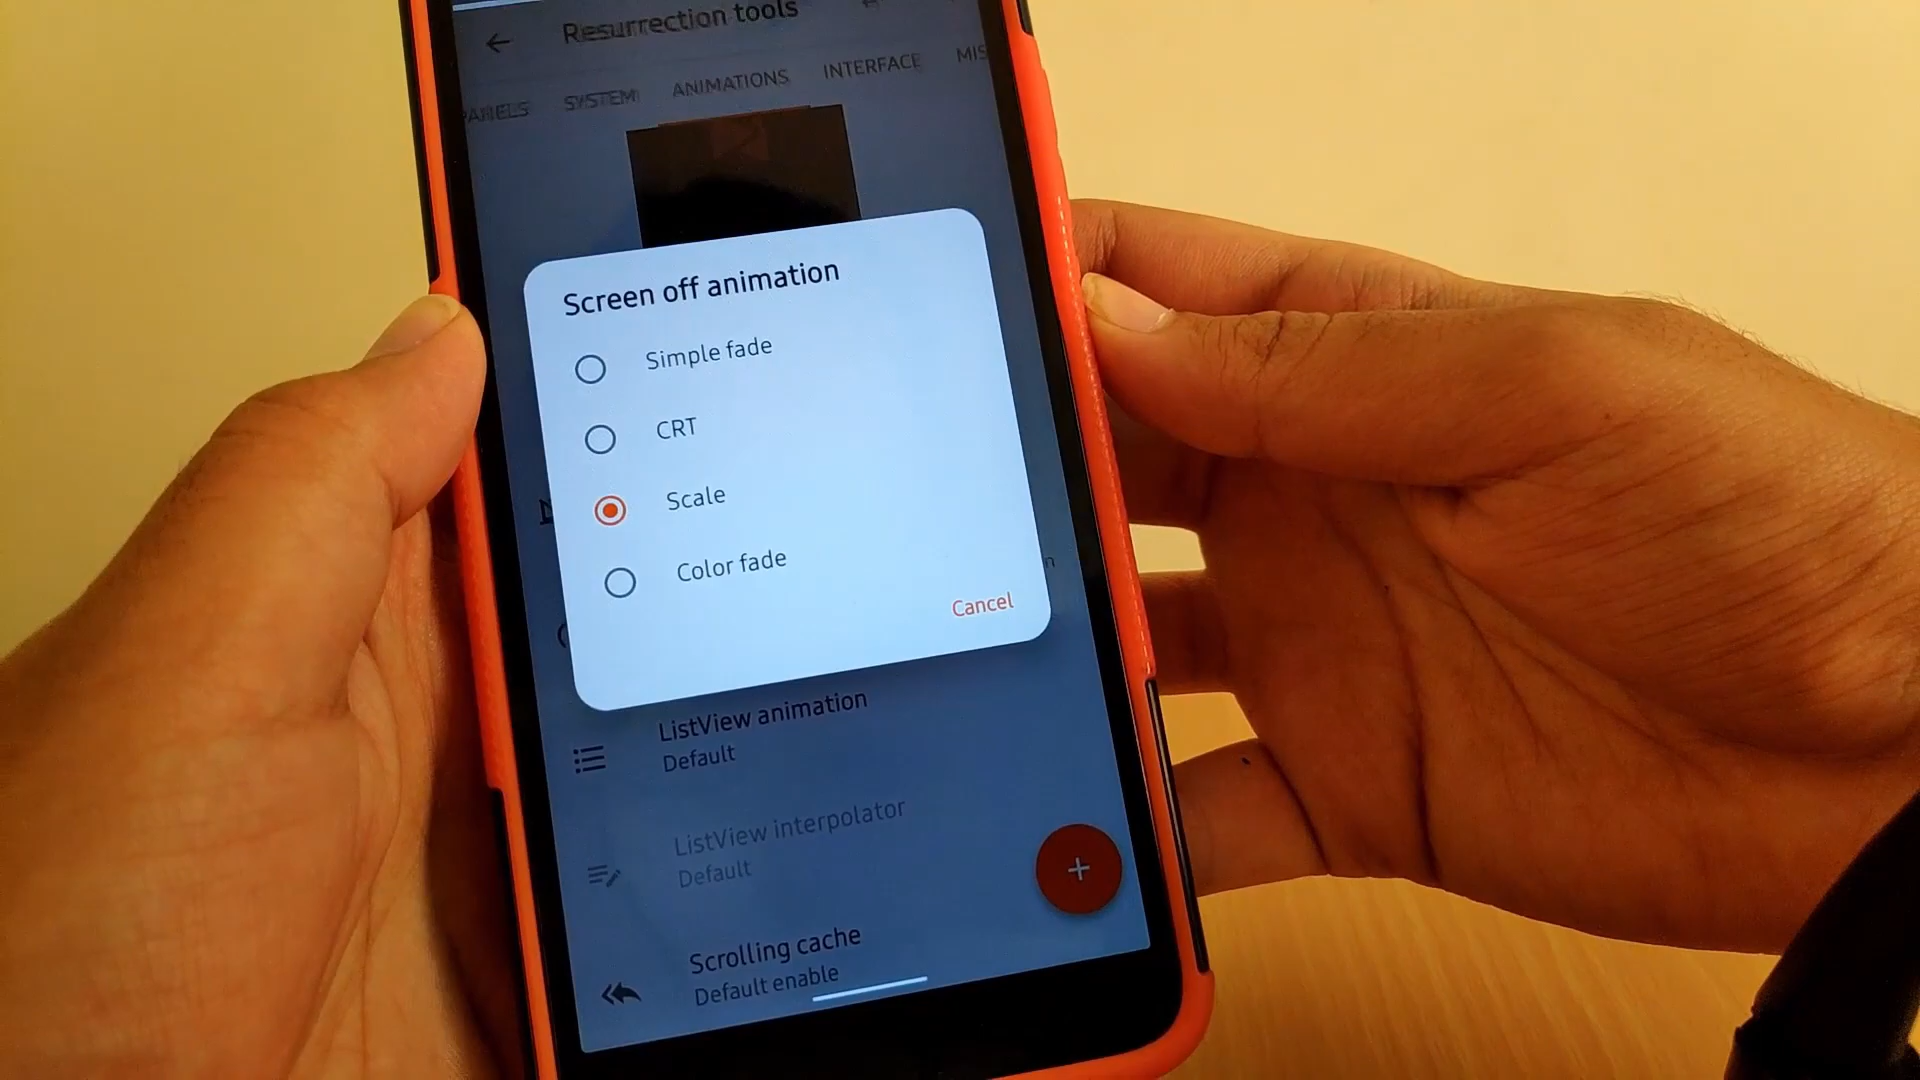 Resurrection tools
PANELS SYSTEM ANIMATIONS INTERFACE MIS
Screen off animation
Simple fade
CRT
Scale
Color fade
n
Cancel
ListView animation
Default
ListView interpolator
Default
+
Scrolling cache
Default enable